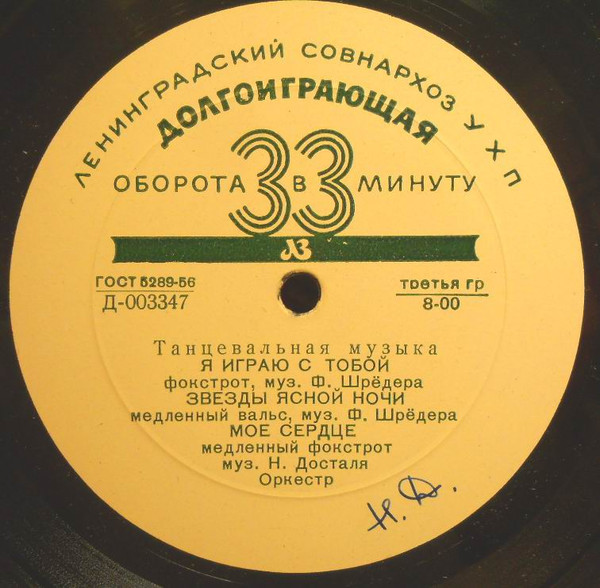 ЛЕНИНГРАДСКИЙ СОВНАРХОЗ УХП
ДОЛГОИГРАЮЩАЯ
ОБОРОТА 33 В МИНУТУ
ЛЗ
ГОСТ 5289-56
Д-003347
третья гр
8-00
Танцевальная музыка
Я ИГРАЮ С ТОБОЙ
фокстрот, муз. Ф. Шрёдера
ЗВЕЗДЫ ЯСНОЙ НОЧИ
медленный вальс, муз. Ф. Шрёдера
МОЕ СЕРДЦЕ
медленный фокстрот
муз. Н. Досталя
Оркестр
Н. Д.